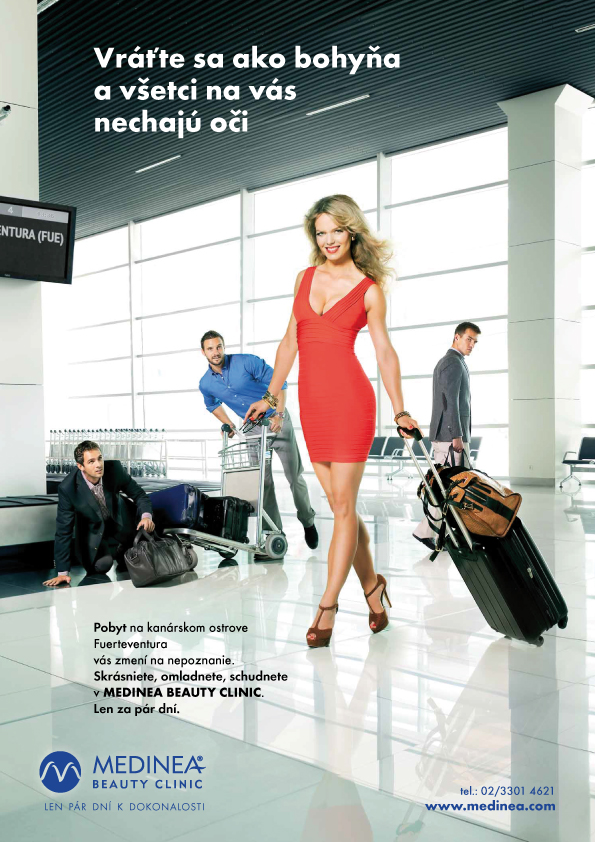 Vráťte sa ako bohyňa
a všetci na vás
nechajú oči
4
ENTURA (FUE)
Pobyt na kanárskom ostrove
Fuerteventura
vás zmení na nepoznanie.
Skrásniete, omladnete, schudnete
v MEDINEA BEAUTY CLINIC.
Len za pár dní.
MEDINEA®
BEAUTY CLINIC
LEN PÁR DNÍ K DOKONALOSTI
tel.: 02/3301 4621
www.medinea.com